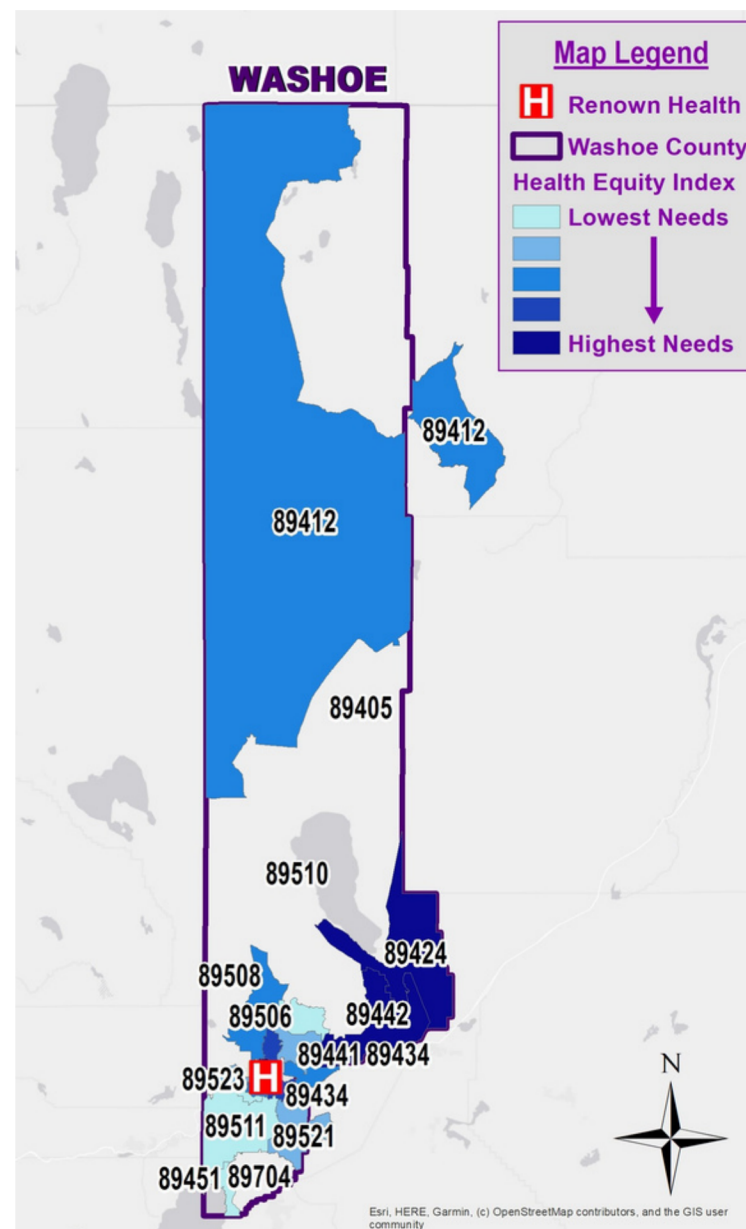 Map Legend
H Renown Health
Washoe County
Health Equity Index
Lowest Needs
Highest Needs
WASHOE
89412
89412
89405
89510
89424
89508
89506
89442
89441 89434
89523
H
89434
89511
89521
89451
89704
N
Esri, HERE, Garmin, (c) OpenStreetMap contributors, and the GIS user
community